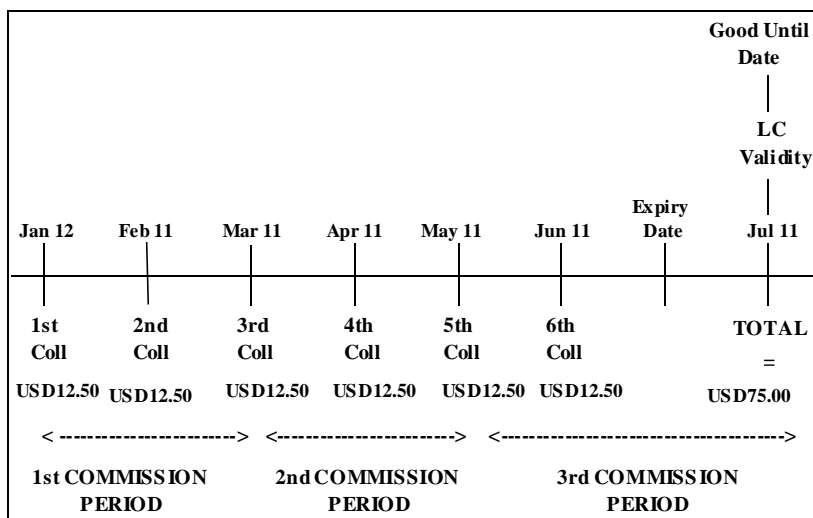 Good Until
Date
LC
Validity
Expiry
Date
Jan 12 Feb 11 Mar 11 Apr 11 May 11 Jun 11 Jul 11
1st 2nd 3rd 4th 5th 6th TOTAL
Coll Coll Coll Coll Coll Coll =
USD12.50 USD12.50 USD12.50 USD12.50 USD12.50 USD12.50 USD75.00
< ------------------------> <------------------------> <--------------------------------------->
1st COMMISSION 2nd COMMISSION 3rd COMMISSION
PERIOD PERIOD PERIOD